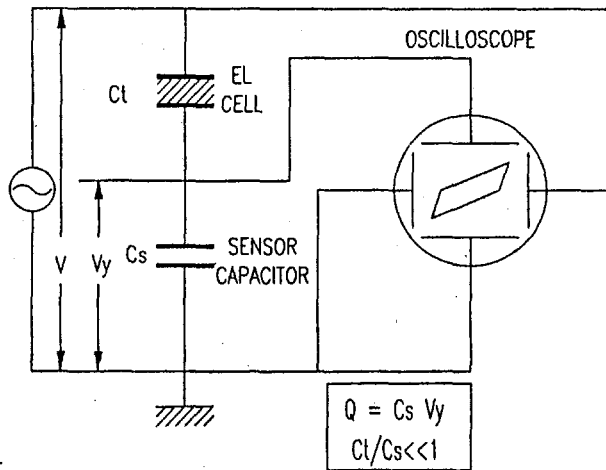 OSCILLOSCOPE
Ct
EL
CELL
V
Vy
Cs
SENSOR
CAPACITOR
Q = Cs Vy
Ct/Cs<<1